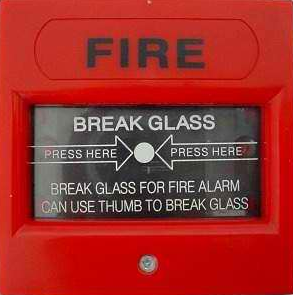 FIRE
BREAK GLASS
PRESS HERE PRESS HERE
BREAK GLASS FOR FIRE ALARM
CAN USE THUMB TO BREAK GLASS